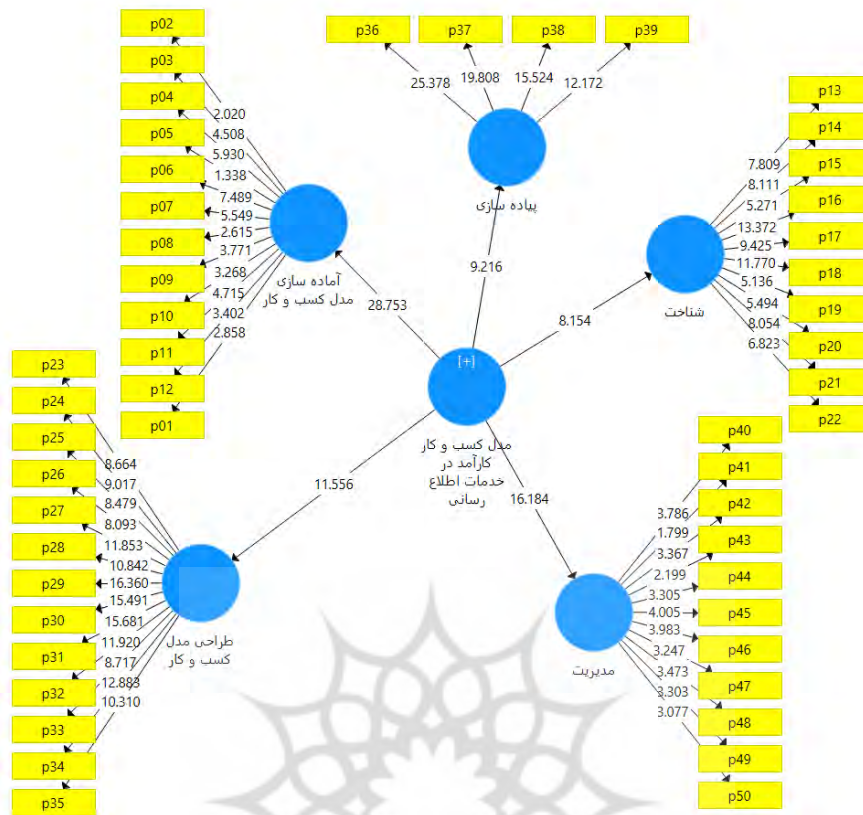 p02
p03
p04
p05
p06
p07
p08
p09
p10
p11
p12
p01
2.020
4.508
5.930
1.338
7.489
5.549
2.615
3.771
3.268
4.715
3.402
2.858
آماده سازی
مدل کسب و کار
28.753
p36
p37
p38
p39
25.378
19.808
15.524
12.172
پیاده سازی
9.216
p13
p14
p15
p16
p17
p18
p19
p20
p21
p22
7.809
8.111
5.271
13.372
9.425
11.770
5.136
5.494
8.054
6.823
شناخت
8.154
[+]
مدل کسب و کار
کارآمد در
خدمات اطلاع
رسانی
11.556
16.184
p23
p24
p25
p26
p27
p28
p29
p30
p31
p32
p33
p34
p35
8.664
9.017
8.479
8.093
11.853
10.842
16.360
15.491
15.681
11.920
8.717
12.883
10.310
طراحی مدل
کسب و کار
p40
p41
p42
p43
p44
p45
p46
p47
p48
p49
p50
3.786
1.799
3.367
2.199
3.305
4.005
3.983
3.247
3.473
3.303
3.077
مدیریت